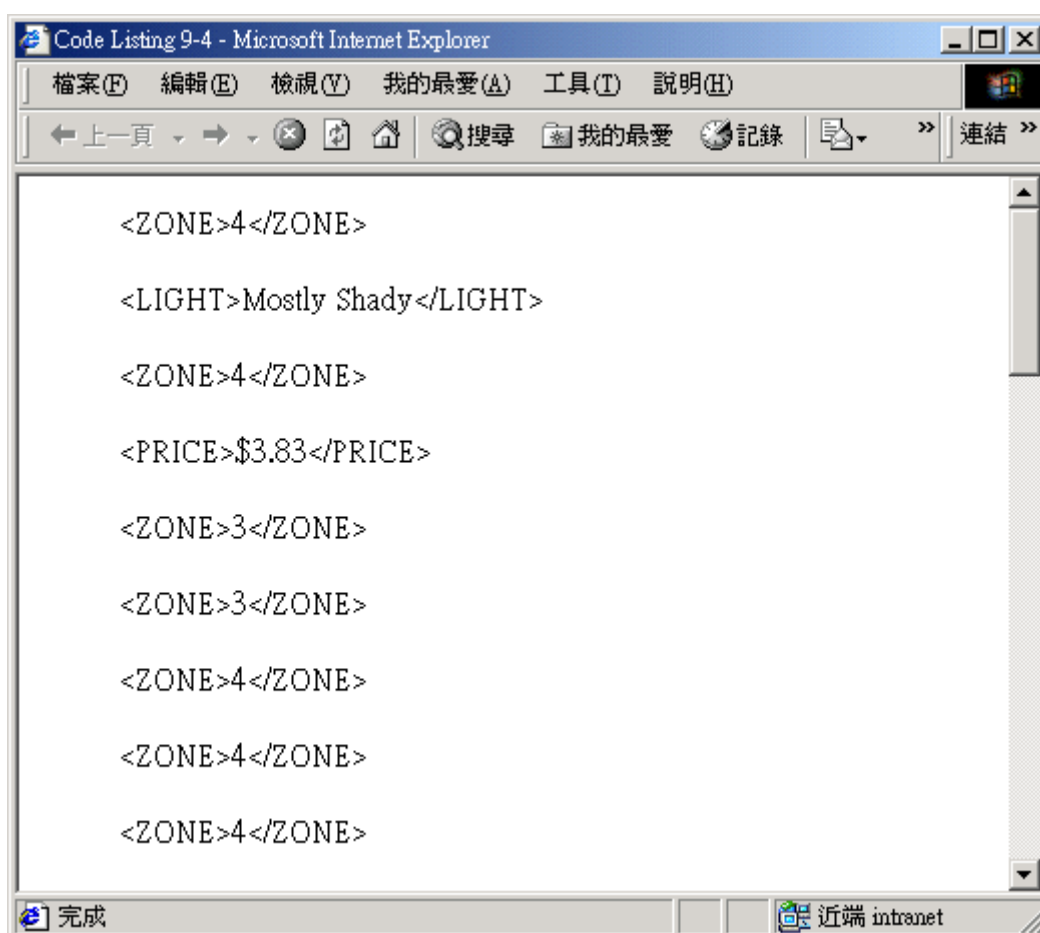 Code Listing 9-4 - Microsoft Internet Explorer
檔案(F) 編輯(E) 檢視(V) 我的最愛(A) 工具(T) 説明(H)
上一頁 搜尋 我的最愛 記錄 » 連結 »
<ZONE>4</ZONE>
<LIGHT>Mostly Shady</LIGHT>
<ZONE>4</ZONE>
<PRICE>$3.83</PRICE>
<ZONE>3</ZONE>
<ZONE>3</ZONE>
<ZONE>4</ZONE>
<ZONE>4</ZONE>
<ZONE>4</ZONE>
完成 近端 intranet